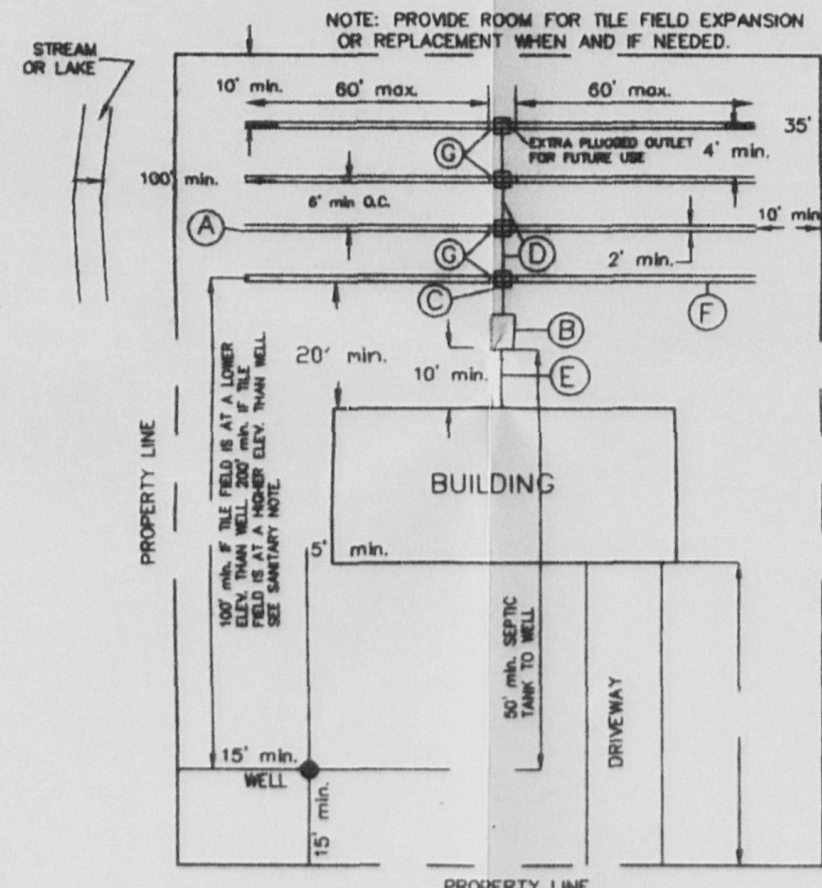 NOTE: PROVIDE ROOM FOR TILE FIELD EXPANSION
OR REPLACEMENT WHEN AND IF NEEDED.
STREAM
OR LAKE
10' min.
60' max.
60' max.
35'
G
EXTRA PLUGGED OUTLET
FOR FUTURE USE
4' min.
100' min.
6' min O.C.
10' min
A
G
D
2' min.
C
F
B
20' min.
10' min.
E
PROPERTY LINE
100' min. IF TILE FIELD IS AT A LOWER
ELEV. THAN WELL. 200' min. IF TILE
FIELD IS AT A HIGHER ELEV. THAN WELL.
SEE SANITARY NOTE.
BUILDING
5' min.
50' min. SEPTIC
TANK TO WELL
DRIVEWAY
15' min.
WELL
15' min.
PROPERTY LINE